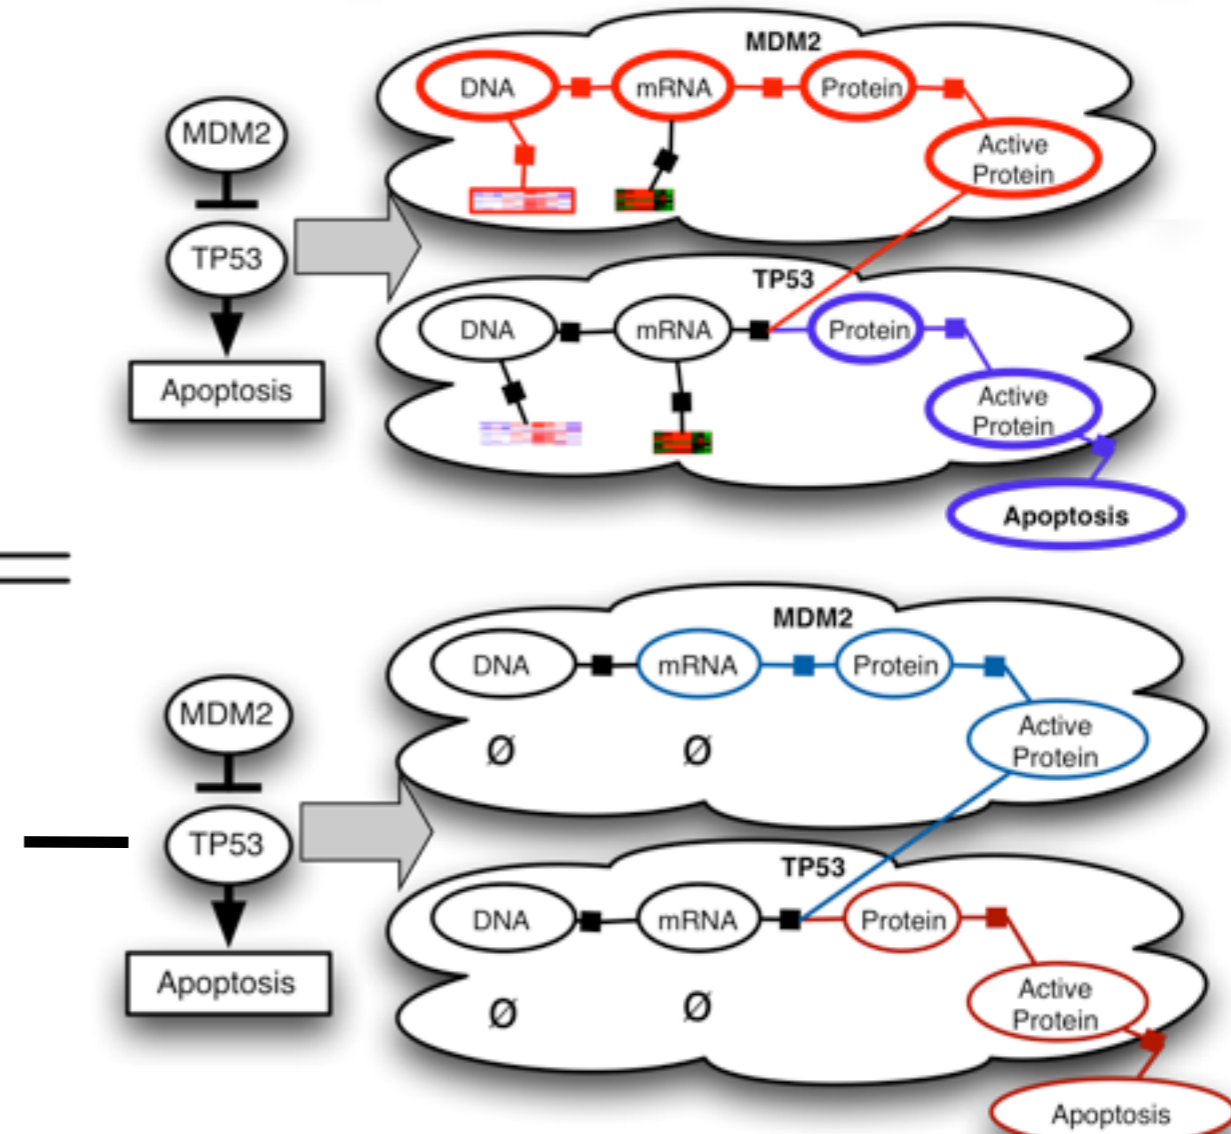 MDM2
DNA
mRNA
Protein
Active
Protein
MDM2
TP53
Apoptosis
TP53
DNA
mRNA
Protein
Active
Protein
Apoptosis
MDM2
DNA
mRNA
Protein
Active
Protein
Ø
Ø
MDM2
TP53
Apoptosis
TP53
DNA
mRNA
Protein
Active
Protein
Ø
Ø
Apoptosis